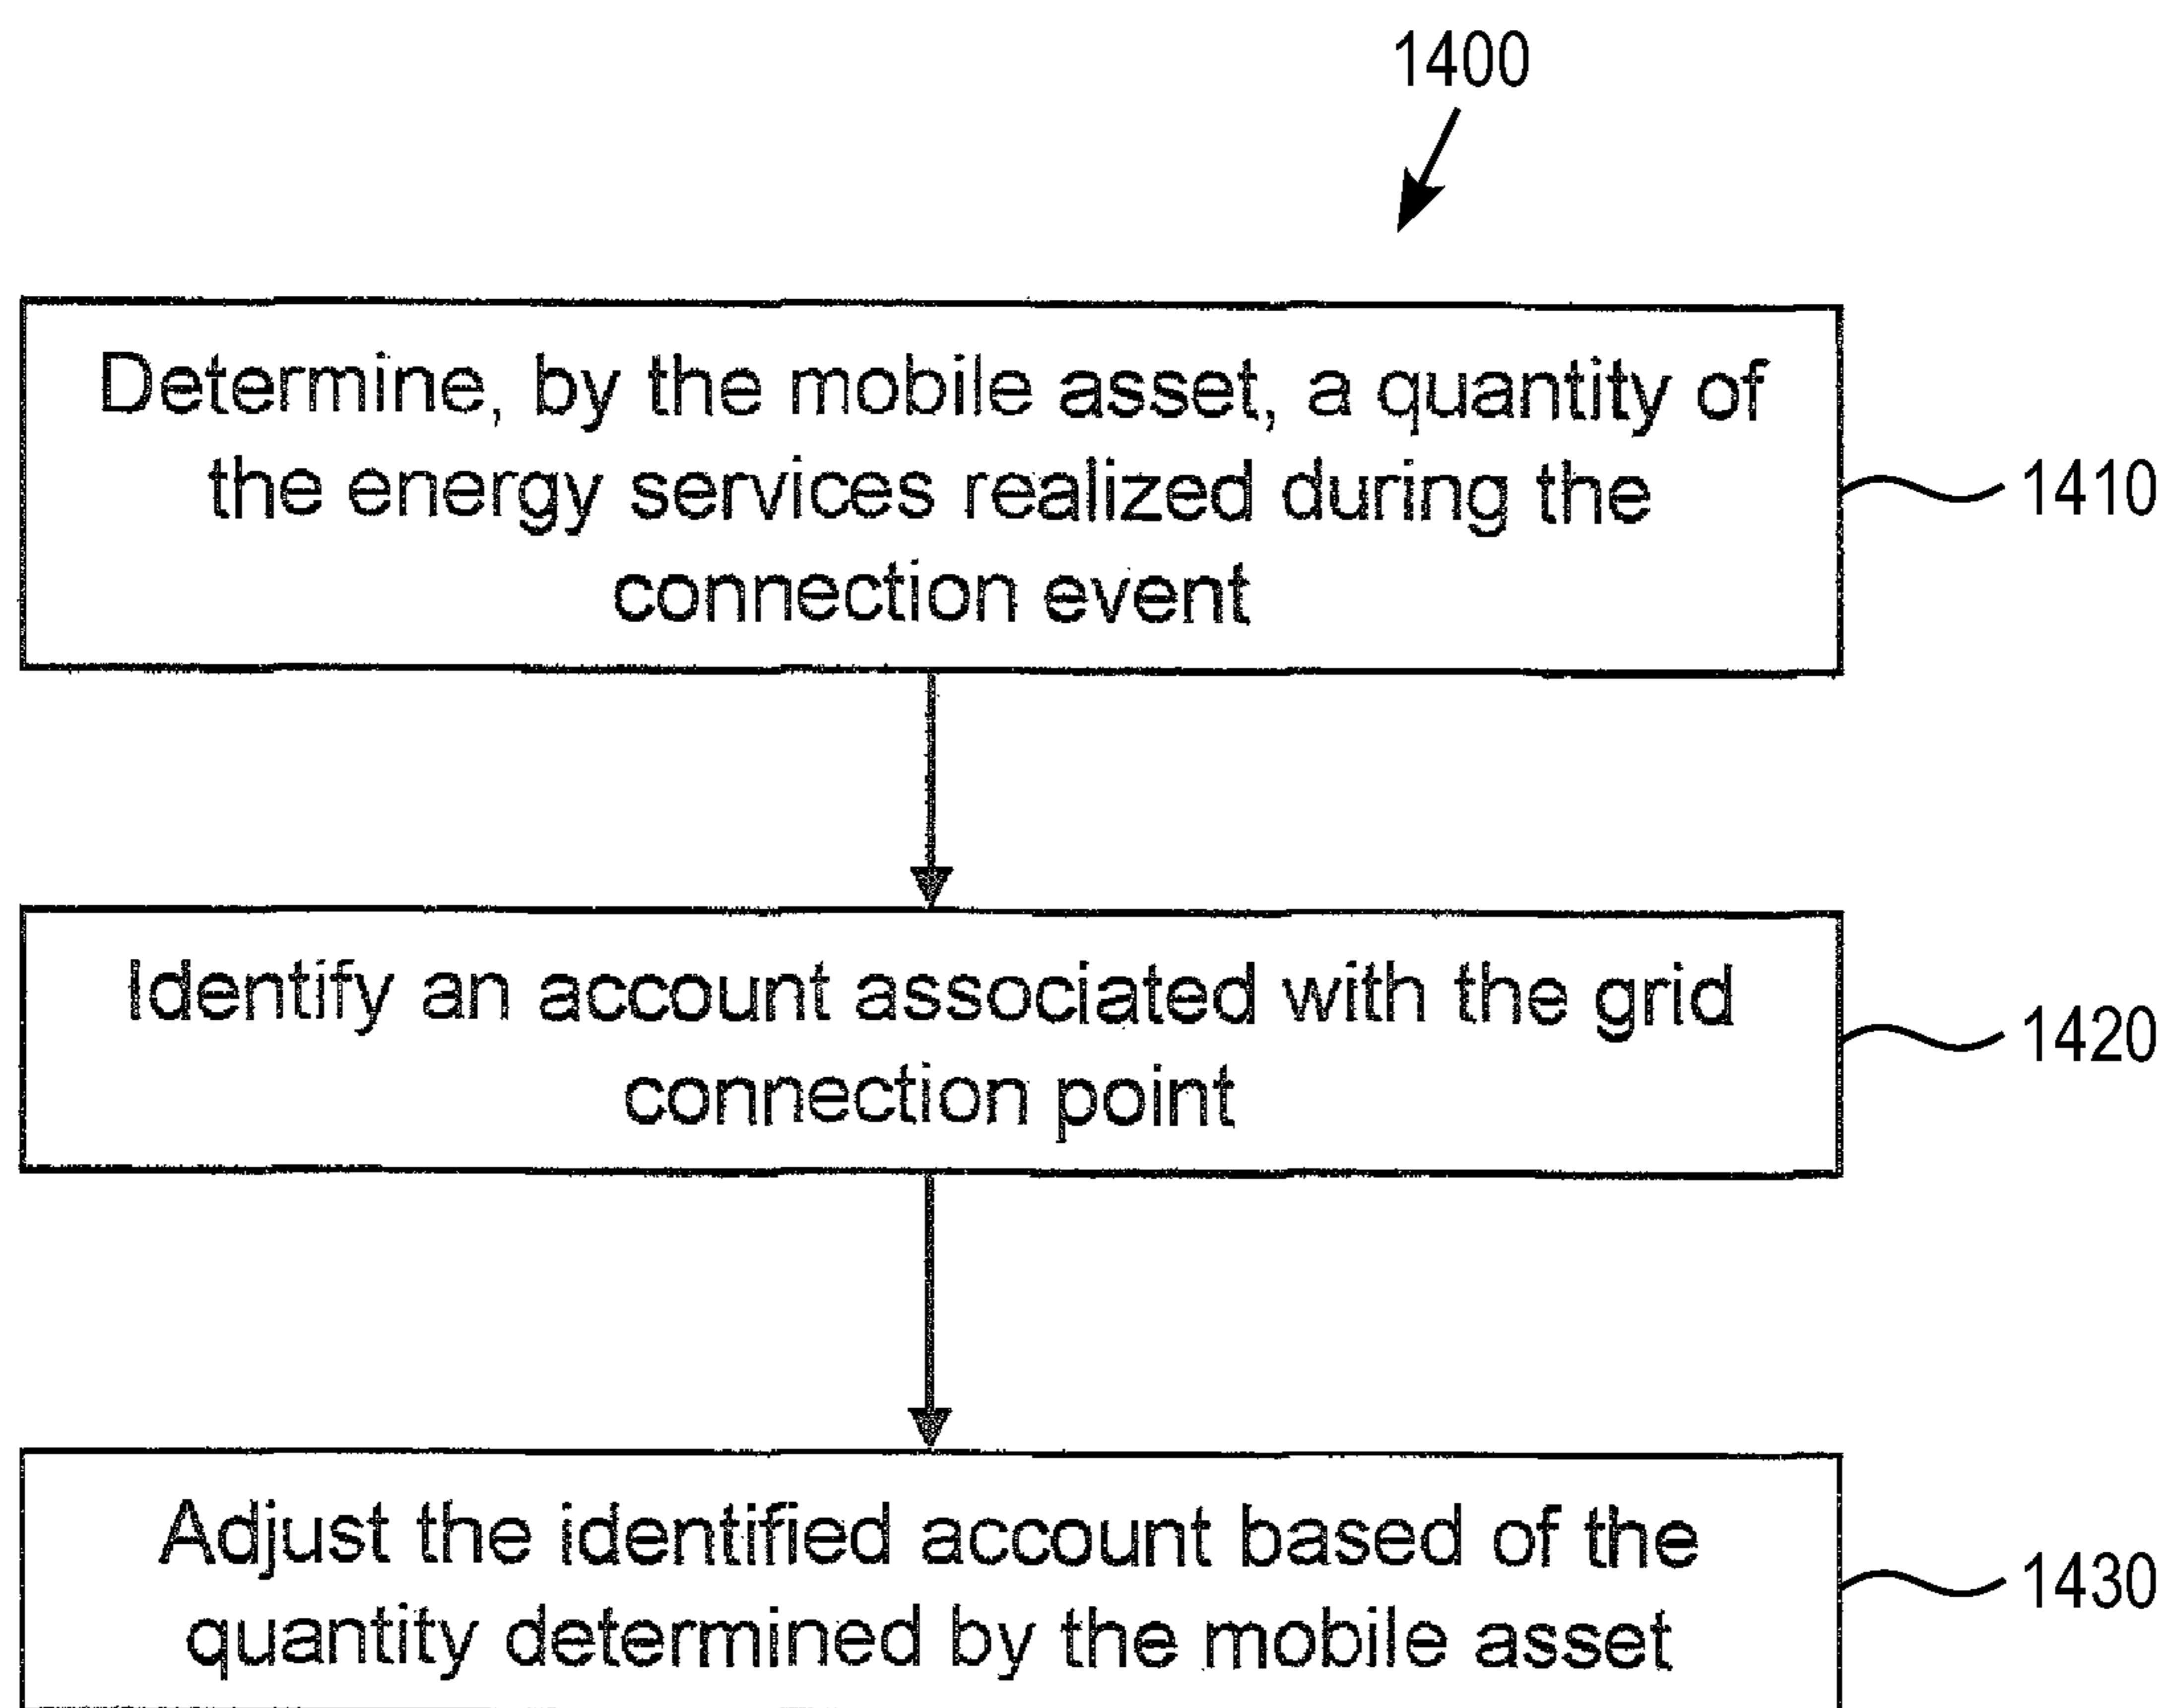 1400
Determine, by the mobile asset, a quantity of
the energy services realized during the
connection event
1410
Identify an account associated with the grid
connection point
1420
Adjust the identified account based of the
quantity determined by the mobile asset
1430